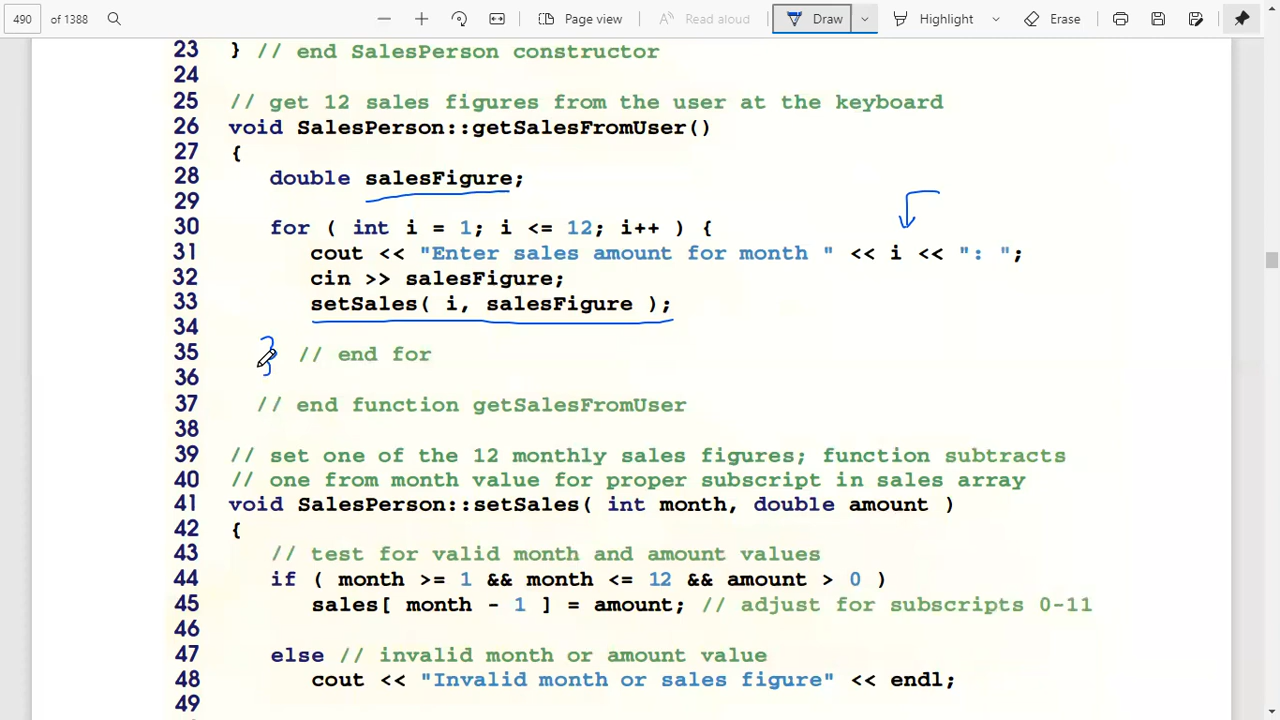 490 of 1388 Page view Read aloud Draw Highlight Erase
23 } // end SalesPerson constructor
24
25 // get 12 sales figures from the user at the keyboard
26 void SalesPerson::getSalesFromUser()
27 {
28 double salesFigure;
29
30 for ( int i = 1; i <= 12; i++ ) {
31 cout << "Enter sales amount for month " << i << ": ";
32 cin >> salesFigure;
33 setSales( i, salesFigure );
34
35 } // end for
36
37 // end function getSalesFromUser
38
39 // set one of the 12 monthly sales figures; function subtracts
40 // one from month value for proper subscript in sales array
41 void SalesPerson::setSales( int month, double amount )
42 {
43 // test for valid month and amount values
44 if ( month >= 1 && month <= 12 && amount > 0 )
45 sales[ month - 1 ] = amount; // adjust for subscripts 0-11
46
47 else // invalid month or amount value
48 cout << "Invalid month or sales figure" << endl;
49